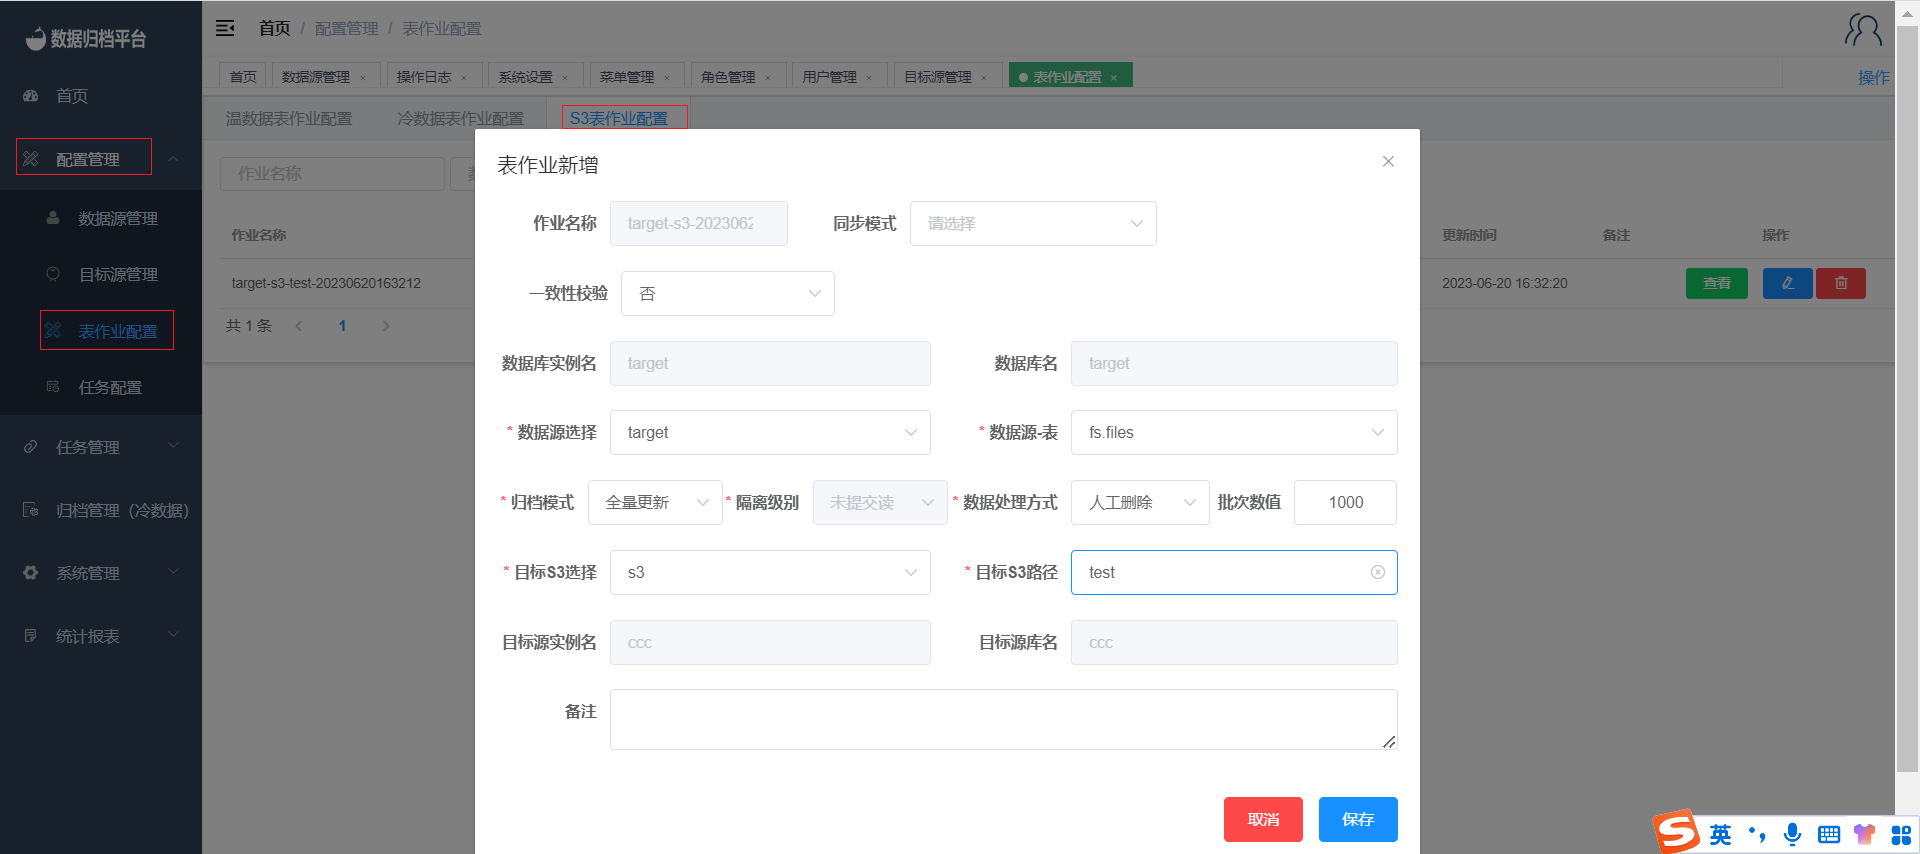 数据归档平台
首页 / 配置管理 / 表作业配置
首页
数据源管理 ×
操作日志 ×
系统设置 ×
菜单管理 ×
角色管理 ×
用户管理 ×
目标源管理 ×
表作业配置 ×
操作
首页
配置管理
数据源管理
目标源管理
表作业配置
任务配置
任务管理
归档管理（冷数据）
系统管理
统计报表
温数据表作业配置
冷数据表作业配置
S3表作业配置
作业名称
作业名称
更新时间
备注
操作
target-s3-test-20230620163212
2023-06-20 16:32:20
查看
共 1 条
1
表作业新增
作业名称 target-s3-2023062
同步模式 请选择
一致性校验 否
数据库实例名 target
数据库名 target
* 数据源选择 target
* 数据源-表 fs.files
* 归档模式 全量更新
* 隔离级别 未提交读
* 数据处理方式 人工删除
批次数值 1000
* 目标S3选择 s3
* 目标S3路径 test
目标源实例名 ccc
目标源库名 ccc
备注
取消
保存
英